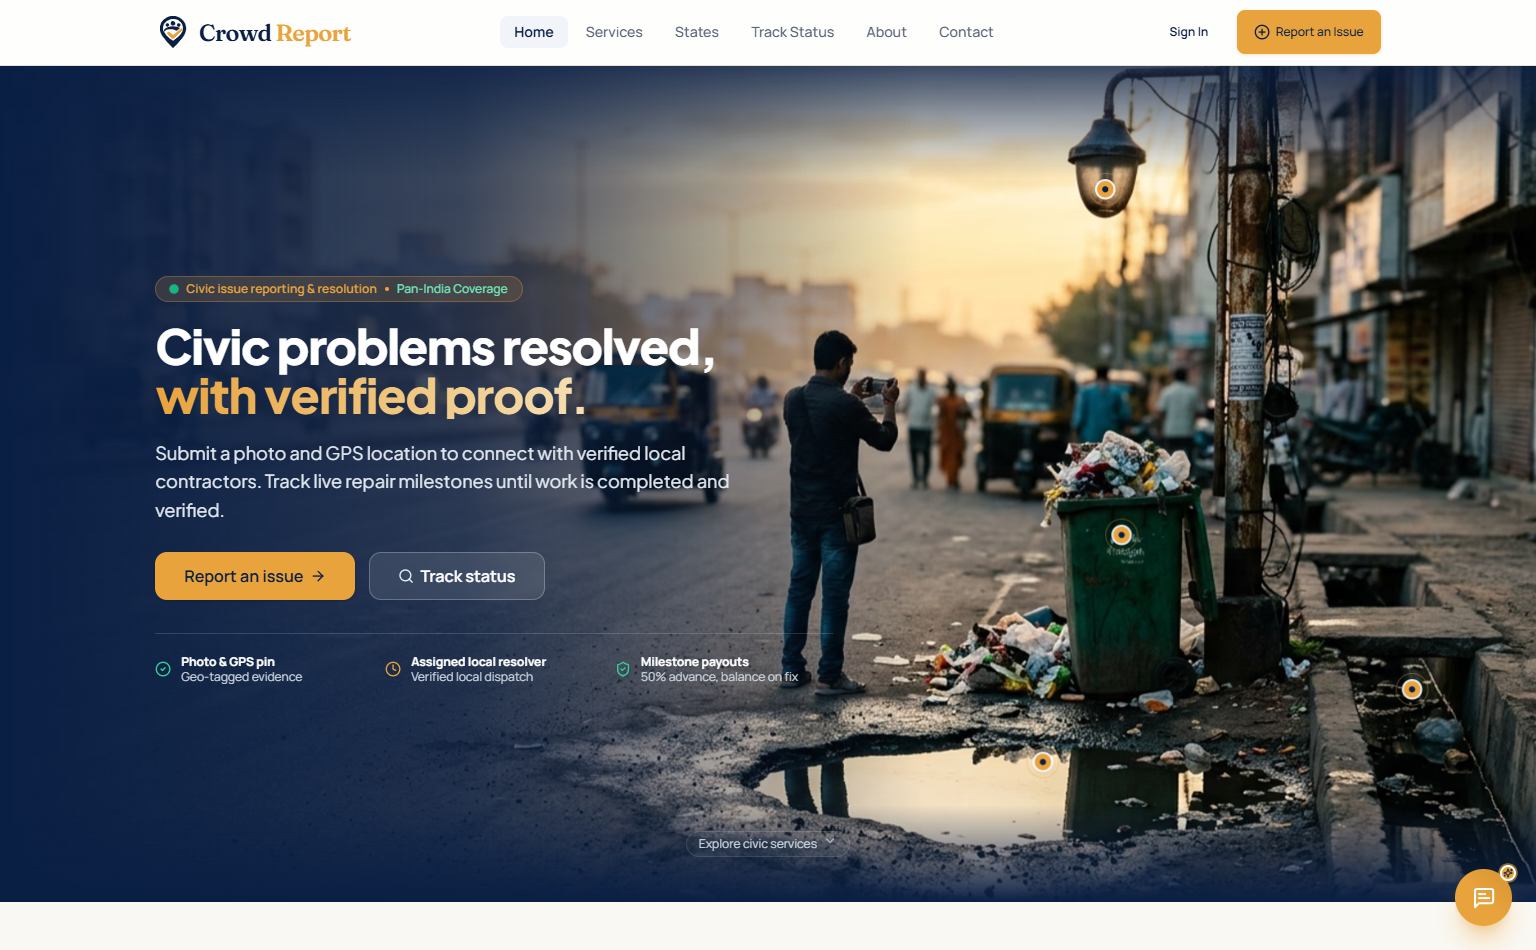 Crowd Report
Home
Services
States
Track Status
About
Contact
Sign In
Report an Issue
Civic issue reporting & resolution • Pan-India Coverage
Civic problems resolved,
with verified proof.
Submit a photo and GPS location to connect with verified local
contractors. Track live repair milestones until work is completed and
verified.
Report an issue
Track status
Photo & GPS pin
Geo-tagged evidence
Assigned local resolver
Verified local dispatch
Milestone payouts
50% advance, balance on fix
Explore civic services